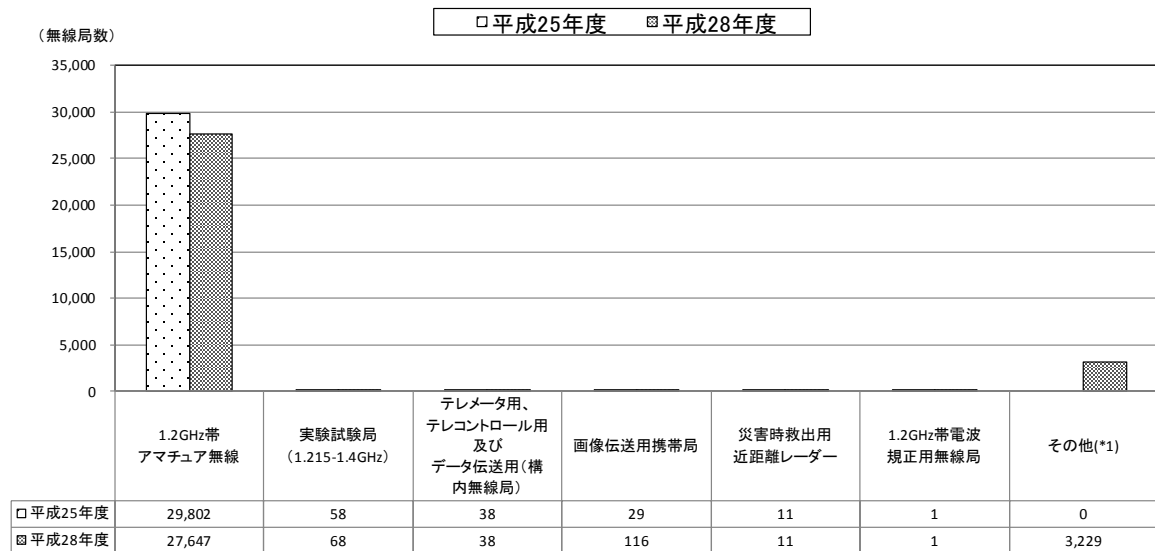 □平成25年度 ▩平成28年度
（無線局数）
35,000
30,000
25,000
20,000
15,000
10,000
5,000
0
1.2GHz帯
アマチュア無線
実験試験局
（1.215-1.4GHz）
テレメータ用、
テレコントロール用
及び
データ伝送用（構
内無線局）
画像伝送用携帯局
災害時救出用
近距離レーダー
1.2GHz帯電波
規正用無線局
その他(*1)
□平成25年度 29,802 58 38 29 11 1 0
▩平成28年度 27,647 68 38 116 11 1 3,229